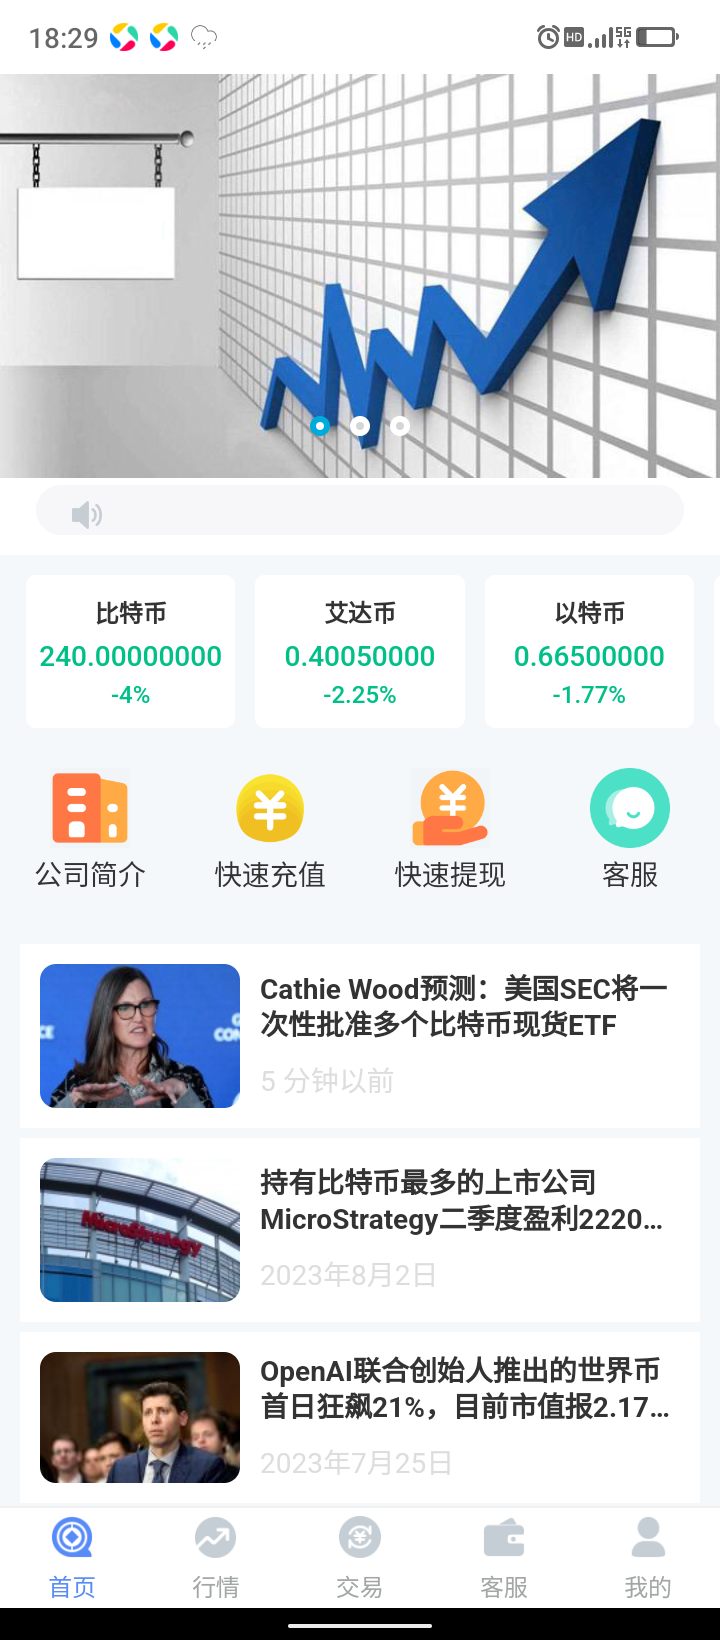 18:29
HD
5G
比特币
240.00000000
-4%
艾达币
0.40050000
-2.25%
以特币
0.66500000
-1.77%
公司简介
快速充值
快速提现
客服
Cathie Wood预测：美国SEC将一
次性批准多个比特币现货ETF
5 分钟以前
MicroStrategy
持有比特币最多的上市公司
MicroStrategy二季度盈利2220...
2023年8月2日
OpenAI联合创始人推出的世界币
首日狂飙21%，目前市值报2.17...
2023年7月25日
首页
行情
交易
客服
我的